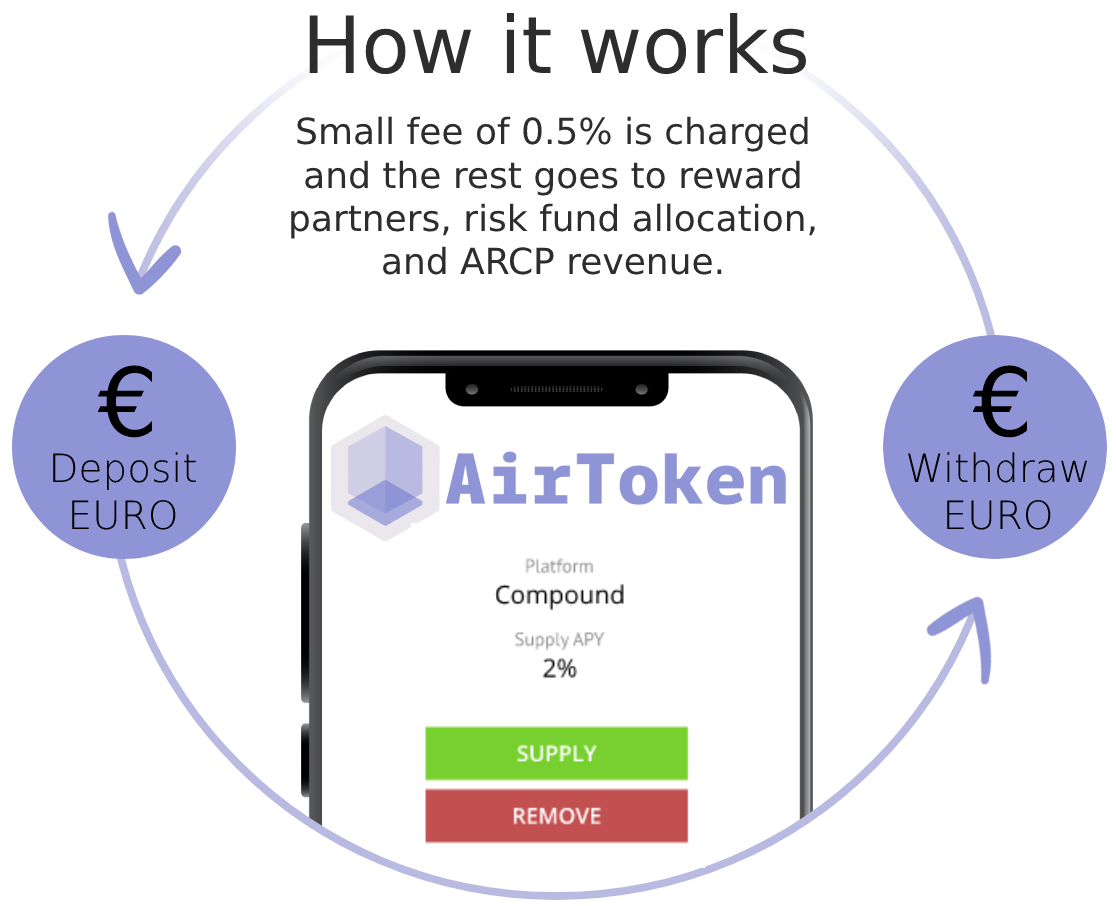 How it works
Small fee of 0.5% is charged
and the rest goes to reward
partners, risk fund allocation,
and ARCP revenue.
€
Deposit
EURO
€
Withdraw
EURO
AirToken
Platform
Compound
Supply APY
2%
SUPPLY
REMOVE